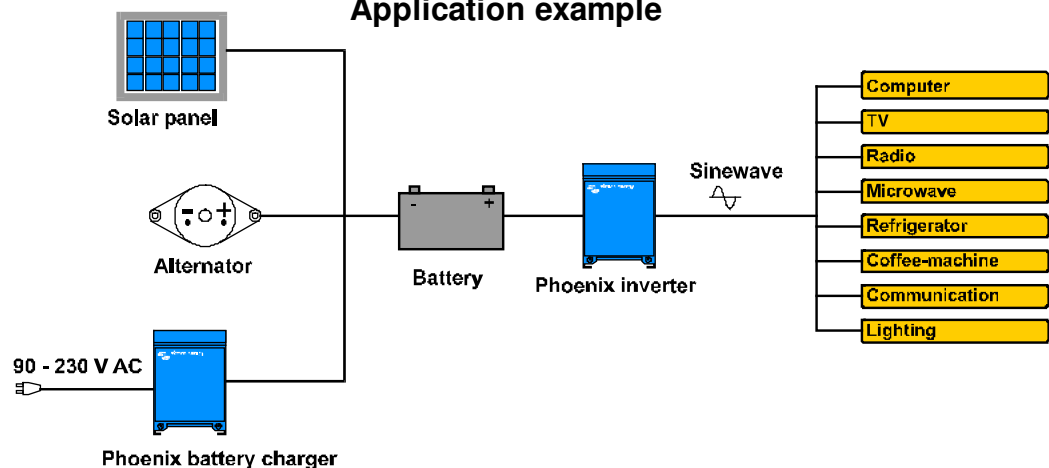 Application example
Solar panel
Alternator
90 - 230 V AC
Phoenix battery charger
- +
- +
Battery
Phoenix inverter
Sinewave
Computer
TV
Radio
Microwave
Refrigerator
Coffee-machine
Communication
Lighting